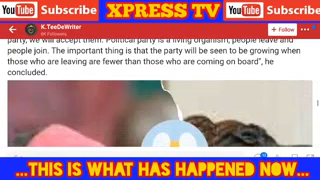 YouTube Subscribe XPRESS TV YouTube Subscribe
K.TeeDeWriter
party, we will accept them. Political party is a living organism, people leave and
people join. The important thing is that the party will be seen to be growing when
those who are leaving are fewer than those who are coming on board", he
concluded.
...THIS IS WHAT HAS HAPPENED NOW...